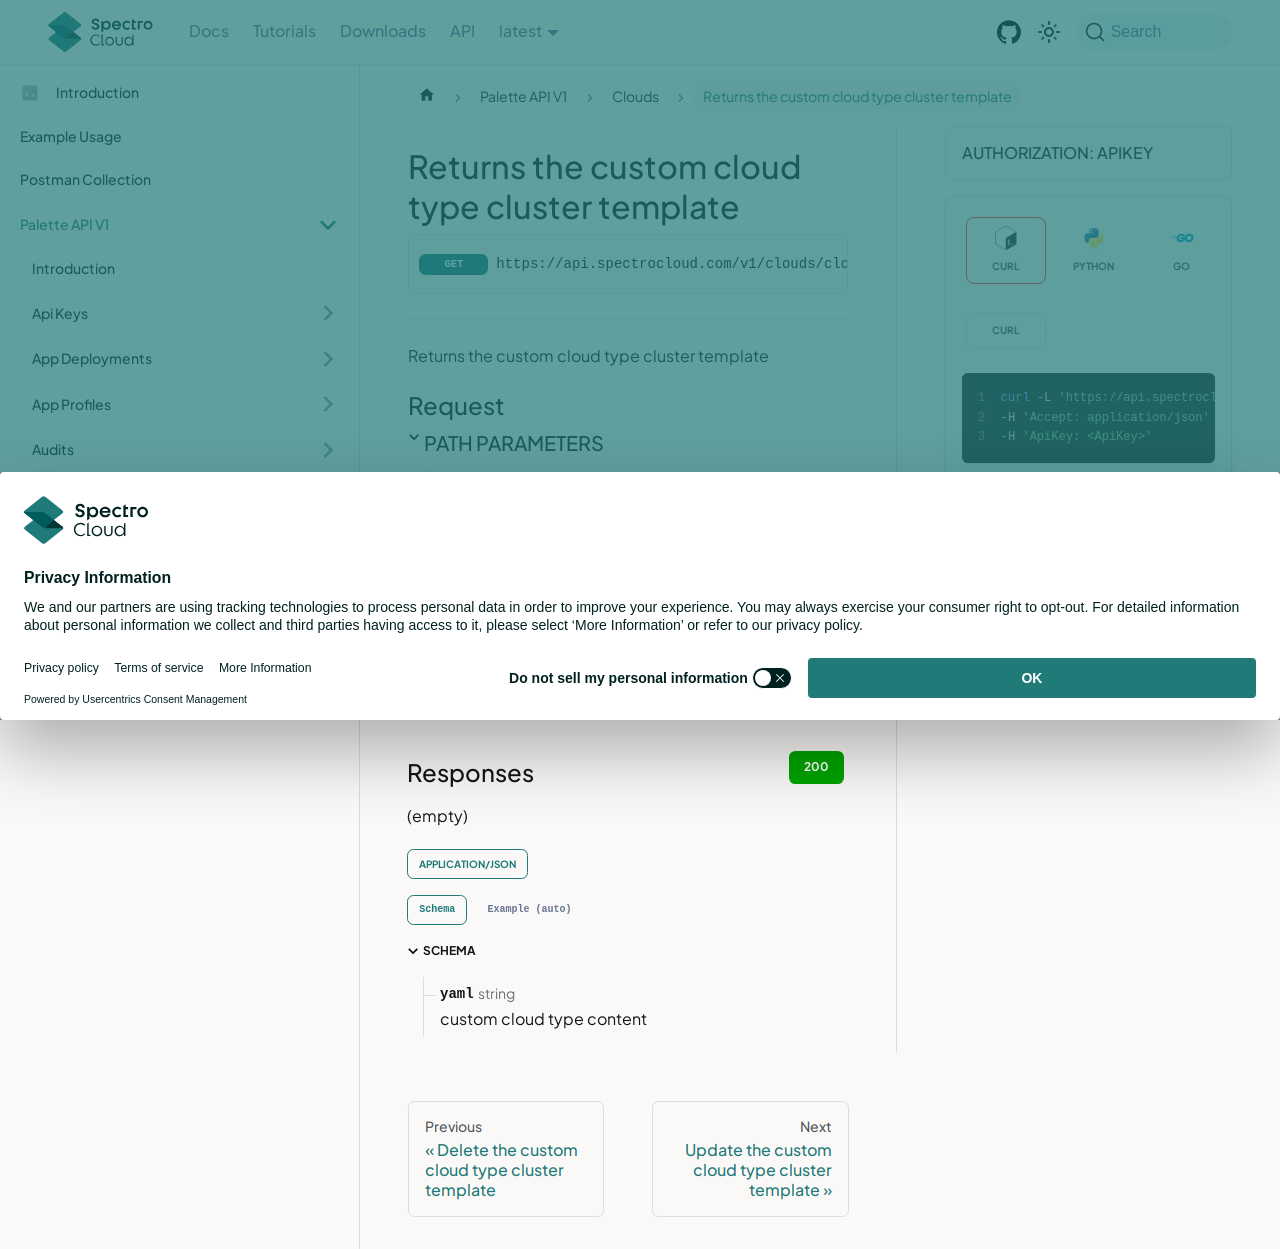 Spectro Cloud
Docs
Tutorials
Downloads
API
latest
Search
Introduction
Example Usage
Postman Collection
Palette API V1
Introduction
Api Keys
App Deployments
App Profiles
Audits
Palette API V1
Clouds
Returns the custom cloud type cluster template
Returns the custom cloud
type cluster template
GET
https://api.spectrocloud.com/v1/clouds/clo
Returns the custom cloud type cluster template
Request
PATH PARAMETERS
AUTHORIZATION: APIKEY
CURL
PYTHON
GO
CURL
1 curl -L 'https://api.spectrocl
2 -H 'Accept: application/json'
3 -H 'ApiKey: <ApiKey>'
Spectro
Cloud
Privacy Information
We and our partners are using tracking technologies to process personal data in order to improve your experience. You may always exercise your consumer right to opt-out. For detailed information
about personal information we collect and third parties having access to it, please select ‘More Information’ or refer to our privacy policy.
Privacy policy
Terms of service
More Information
Do not sell my personal information
OK
Powered by Usercentrics Consent Management
Responses
200
(empty)
APPLICATION/JSON
Schema
Example (auto)
SCHEMA
yaml string
custom cloud type content
Previous
« Delete the custom
cloud type cluster
template
Next
Update the custom
cloud type cluster
template »